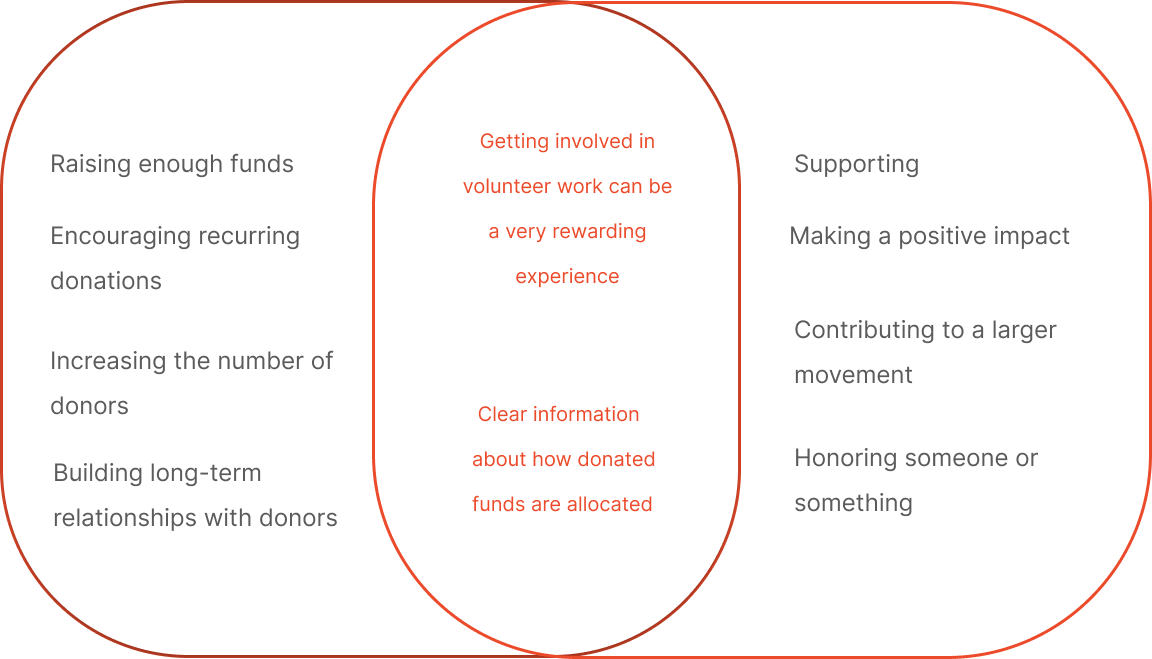 Raising enough funds
Encouraging recurring
donations
Increasing the number of
donors
Building long-term
relationships with donors
Getting involved in
volunteer work can be
a very rewarding
experience
Clear information
about how donated
funds are allocated
Supporting
Making a positive impact
Contributing to a larger
movement
Honoring someone or
something